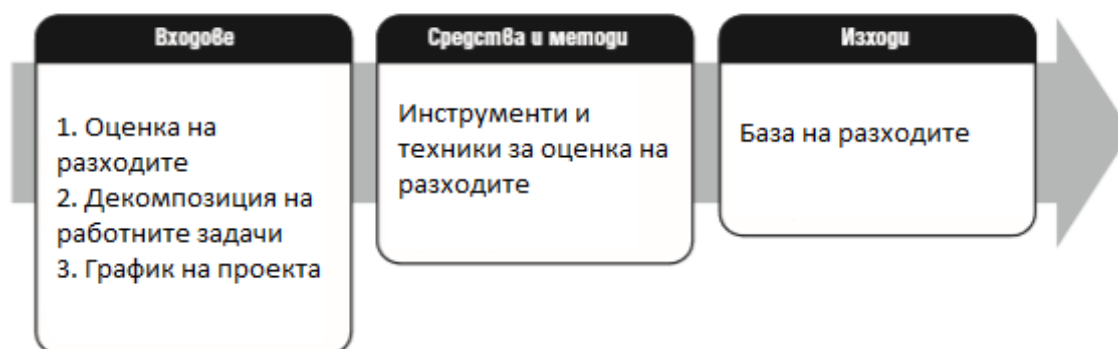 Входове
1. Оценка на
разходите
2. Декомпозиция на
работните задачи
3. График на проекта
Средства и методи
Инструменти и
техники за оценка на
разходите
Изходи
База на разходите